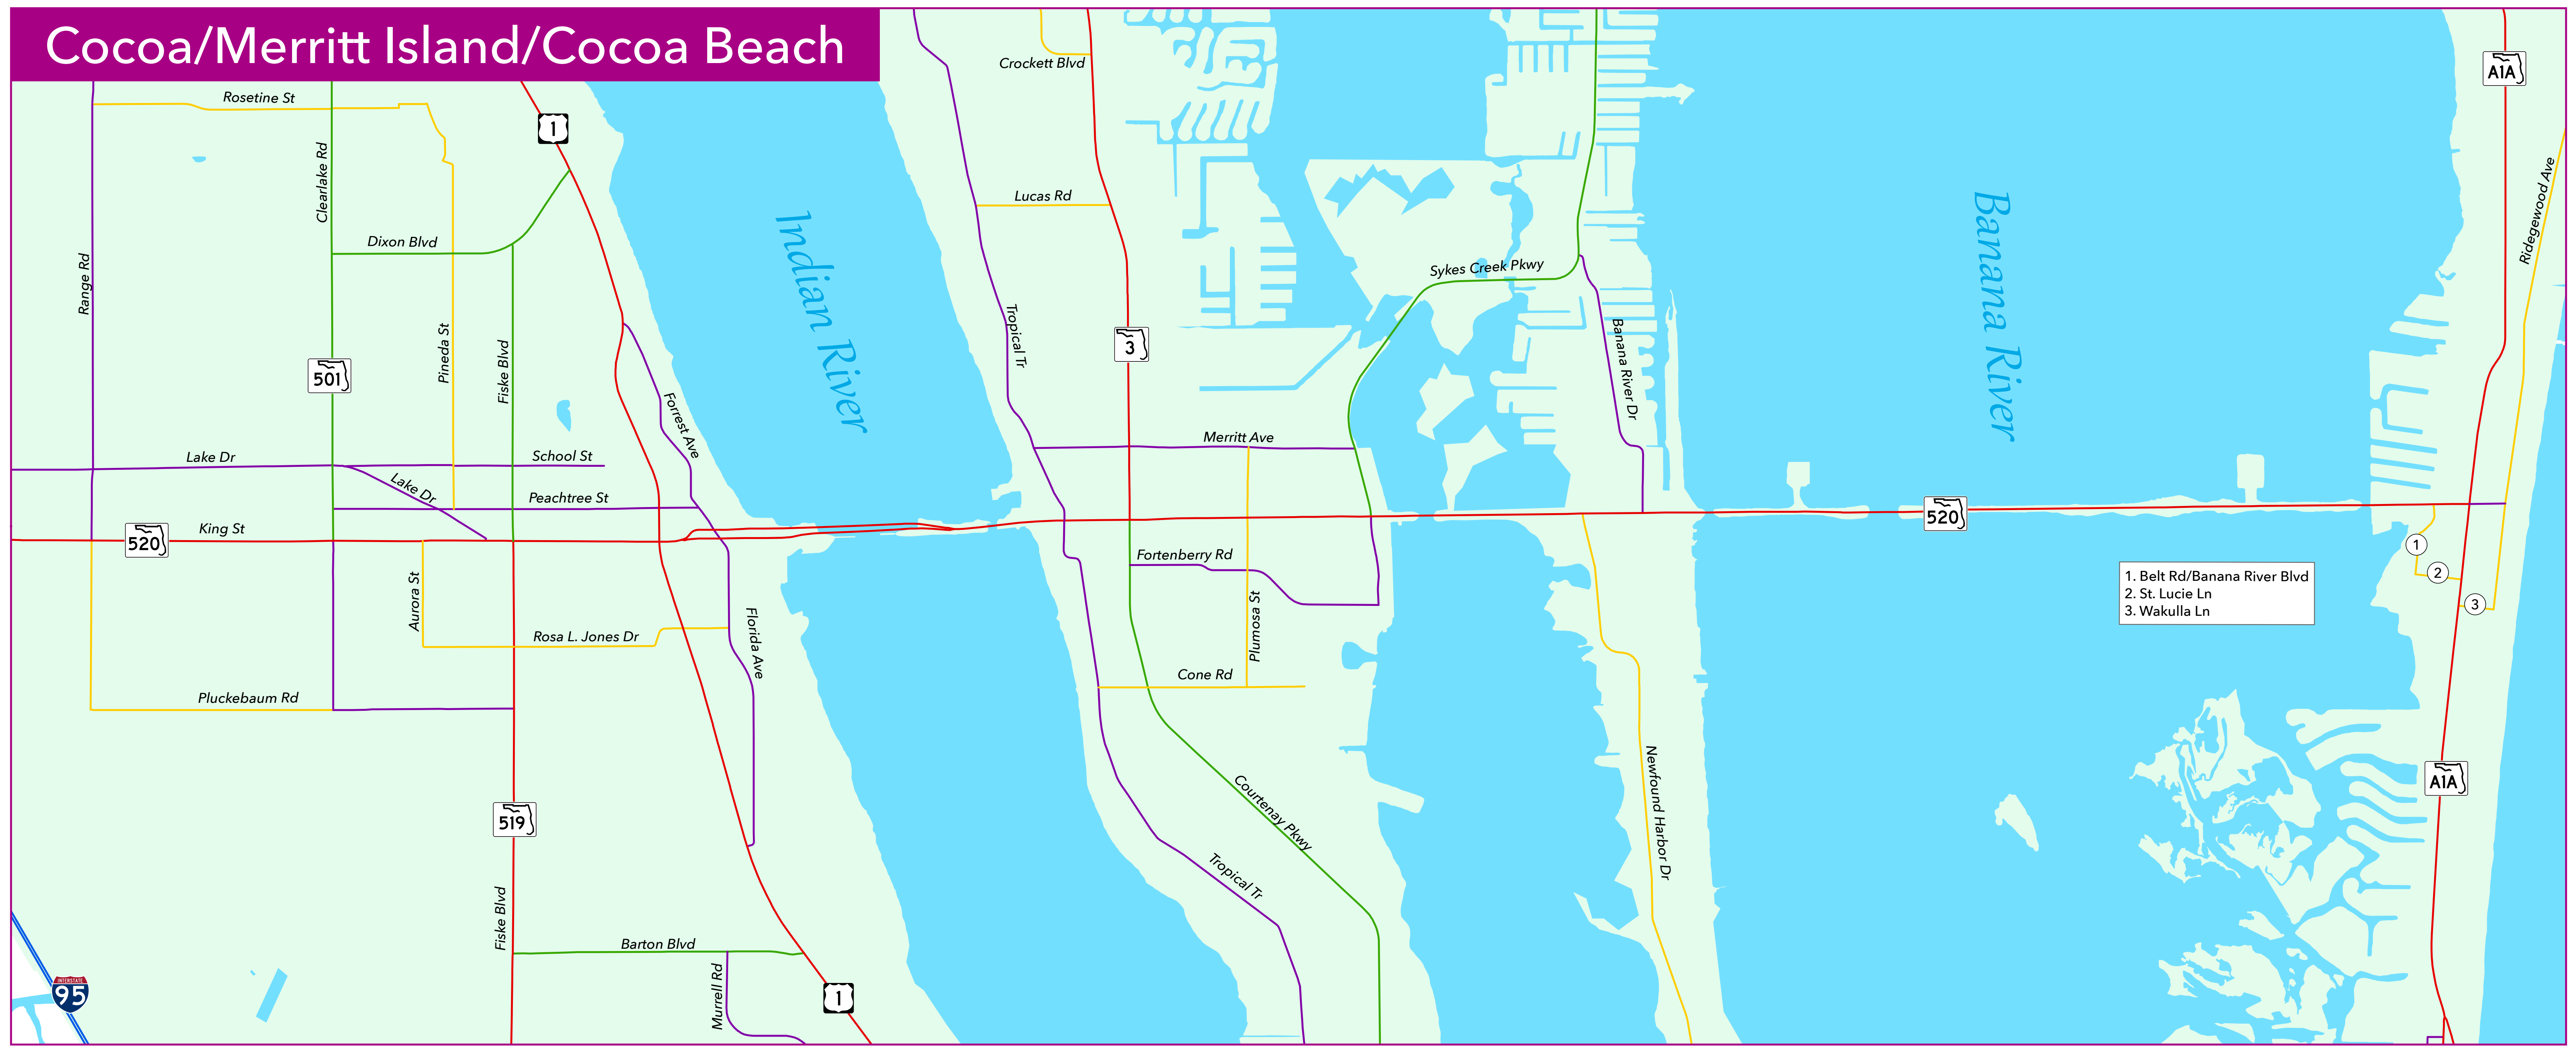 Cocoa/Merritt Island/Cocoa Beach
Crockett Blvd
A1A
Rosetine St
1
Clearlake Rd
Lucas Rd
Ridegewood Ave
Dixon Blvd
Range Rd
Indian River
Banana River
Sykes Creek Pkwy
Tropical Tr
3
Pineda St
Fiske Blvd
501
Banana River Dr
Forrest Ave
Merritt Ave
Lake Dr
School St
Lake Dr
Peachtree St
King St
520
520
Fortenberry Rd
1
2
3
1. Belt Rd/Banana River Blvd
2. St. Lucie Ln
3. Wakulla Ln
Aurora St
Rosa L. Jones Dr
Florida Ave
Plumosa St
Cone Rd
Pluckebaum Rd
Newfound Harbor Dr
A1A
519
Courtenay Pkwy
Tropical Tr
Fiske Blvd
Barton Blvd
Murrell Rd
INTERSTATE
95
1